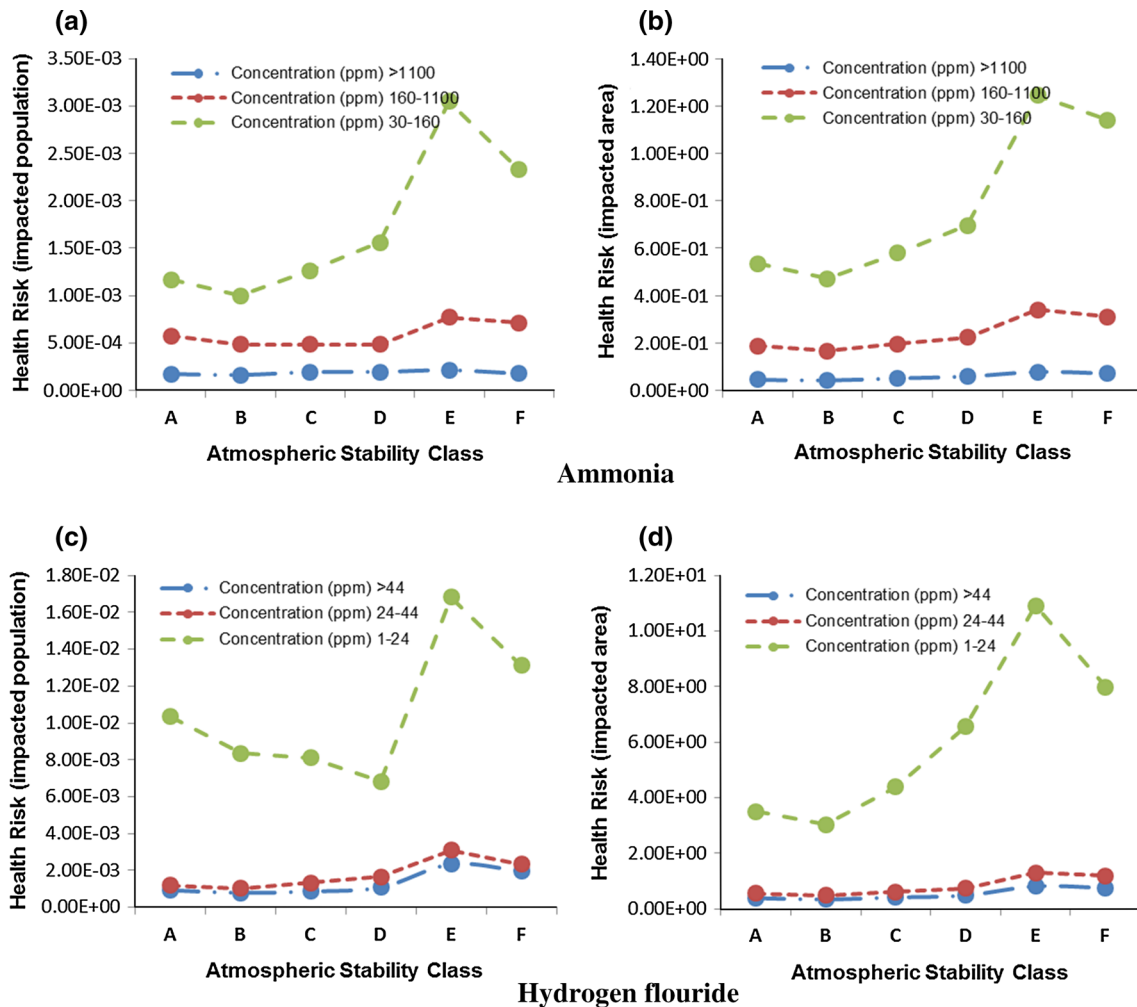 (a)
Health Risk (impacted population)
3.50E-03
3.00E-03
2.50E-03
2.00E-03
1.50E-03
1.00E-03
5.00E-04
0.00E+00
Concentration (ppm) >1100
Concentration (ppm) 160-1100
Concentration (ppm) 30-160
A B C D E F
Atmospheric Stability Class
(b)
Health Risk (impacted area)
1.40E+00
1.20E+00
1.00E+00
8.00E-01
6.00E-01
4.00E-01
2.00E-01
0.00E+00
Concentration (ppm) >1100
Concentration (ppm) 160-1100
Concentration (ppm) 30-160
A B C D E F
Atmospheric Stability Class
Ammonia
(c)
Health Risk (impacted population)
1.80E-02
1.60E-02
1.40E-02
1.20E-02
1.00E-02
8.00E-03
6.00E-03
4.00E-03
2.00E-03
0.00E+00
Concentration (ppm) >44
Concentration (ppm) 24-44
Concentration (ppm) 1-24
A B C D E F
Atmospheric Stability Class
(d)
Health Risk (impacted area)
1.20E+01
1.00E+01
8.00E+00
6.00E+00
4.00E+00
2.00E+00
0.00E+00
Concentration (ppm) >44
Concentration (ppm) 24-44
Concentration (ppm) 1-24
A B C D E F
Atmospheric Stability Class
Hydrogen flouride